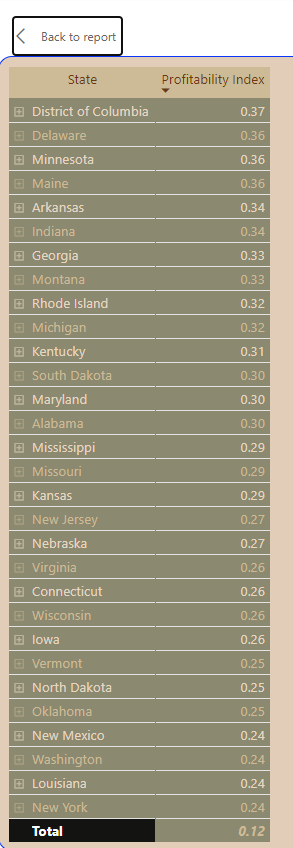 Back to report
State Profitability Index
District of Columbia 0.37
Delaware 0.36
Minnesota 0.36
Maine 0.36
Arkansas 0.34
Indiana 0.34
Georgia 0.33
Montana 0.33
Rhode Island 0.32
Michigan 0.32
Kentucky 0.31
South Dakota 0.30
Maryland 0.30
Alabama 0.30
Mississippi 0.29
Missouri 0.29
Kansas 0.29
New Jersey 0.27
Nebraska 0.27
Virginia 0.26
Connecticut 0.26
Wisconsin 0.26
Iowa 0.26
Vermont 0.25
North Dakota 0.25
Oklahoma 0.25
New Mexico 0.24
Washington 0.24
Louisiana 0.24
New York 0.24
Total 0.12